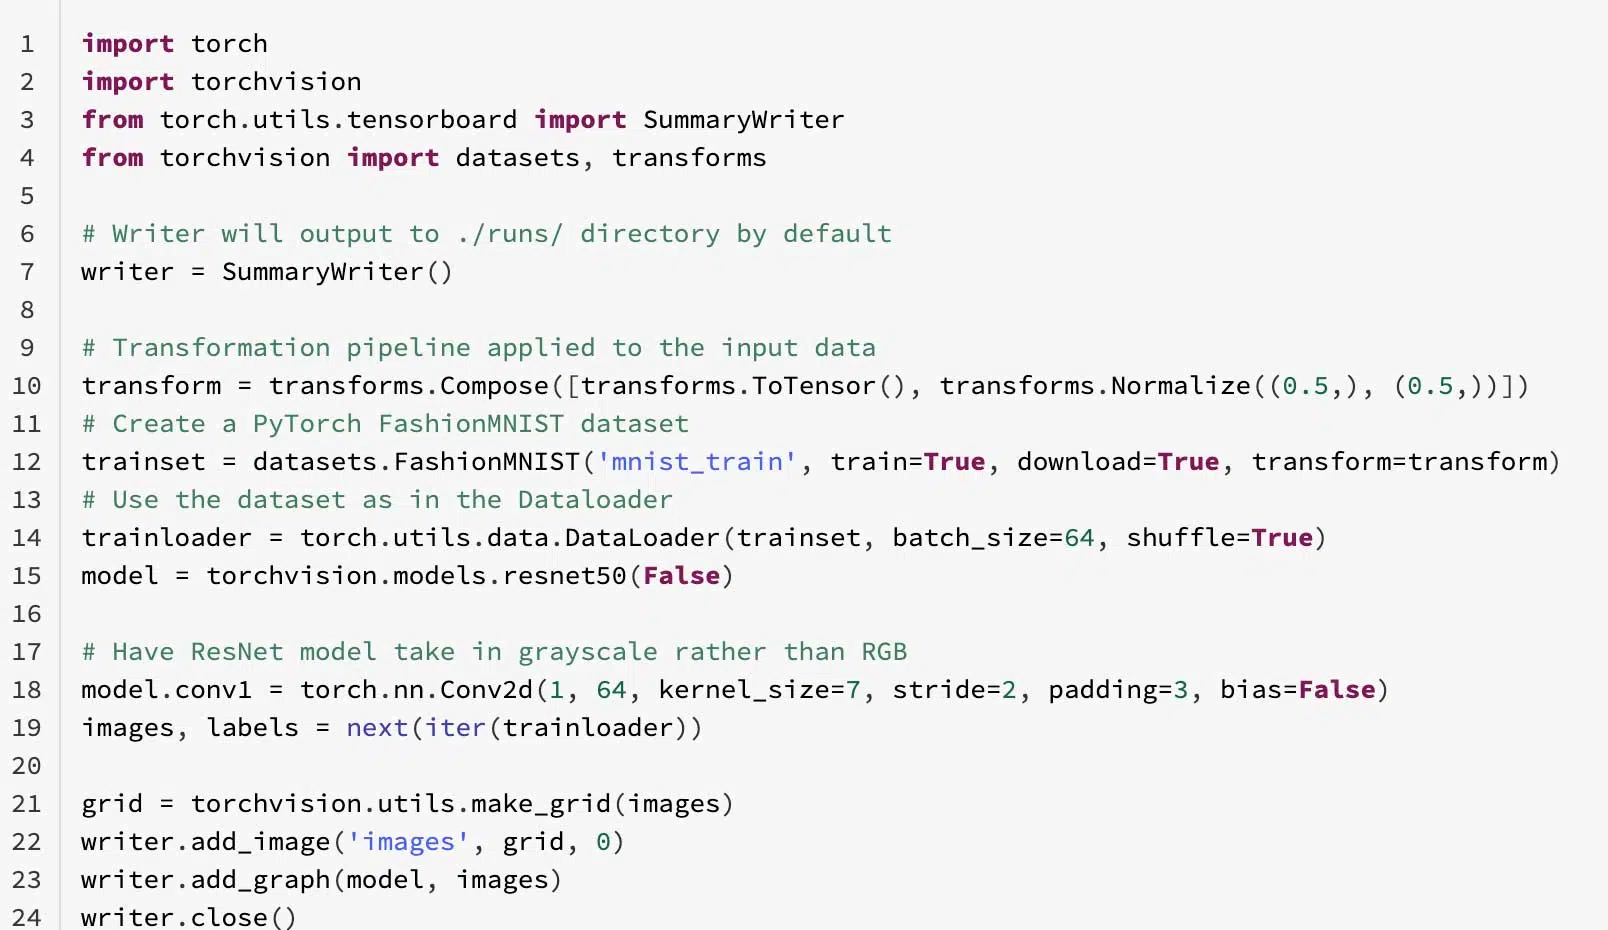 1 import torch
2 import torchvision
3 from torch.utils.tensorboard import SummaryWriter
4 from torchvision import datasets, transforms
5
6 # Writer will output to ./runs/ directory by default
7 writer = SummaryWriter()
8
9 # Transformation pipeline applied to the input data
10 transform = transforms.Compose([transforms.ToTensor(), transforms.Normalize((0.5,), (0.5,))])
11 # Create a PyTorch FashionMNIST dataset
12 trainset = datasets.FashionMNIST('mnist_train', train=True, download=True, transform=transform)
13 # Use the dataset as in the Dataloader
14 trainloader = torch.utils.data.DataLoader(trainset, batch_size=64, shuffle=True)
15 model = torchvision.models.resnet50(False)
16
17 # Have ResNet model take in grayscale rather than RGB
18 model.conv1 = torch.nn.Conv2d(1, 64, kernel_size=7, stride=2, padding=3, bias=False)
19 images, labels = next(iter(trainloader))
20
21 grid = torchvision.utils.make_grid(images)
22 writer.add_image('images', grid, 0)
23 writer.add_graph(model, images)
24 writer.close()